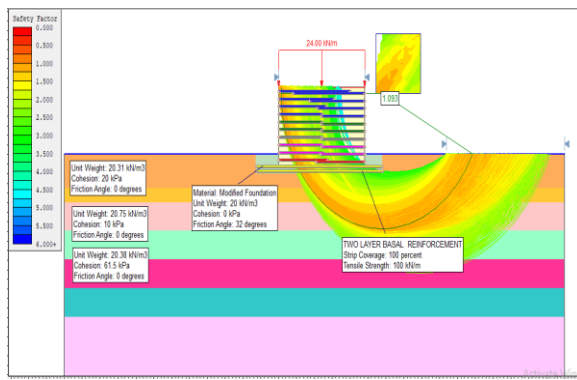 Safety Factor
0.000
0.500
1.000
1.500
2.000
2.500
3.000
3.500
4.000
4.500
5.000
5.500
6.000+
24.00 kN/m
1.093
Unit Weight: 20.31 kN/m3
Cohesion: 20 kPa
Friction Angle: 0 degrees
Unit Weight: 20.75 kN/m3
Cohesion: 10 kPa
Friction Angle: 0 degrees
Unit Weight: 20.38 kN/m3
Cohesion: 61.5 kPa
Friction Angle: 0 degrees
Material: Modified Foundation
Unit Weight: 20 kN/m3
Cohesion: 0 kPa
Friction Angle: 32 degrees
TWO LAYER BASAL REINFORCEMENT
Strip Coverage: 100 percent
Tensile Strength: 100 kN/m
Activate Win